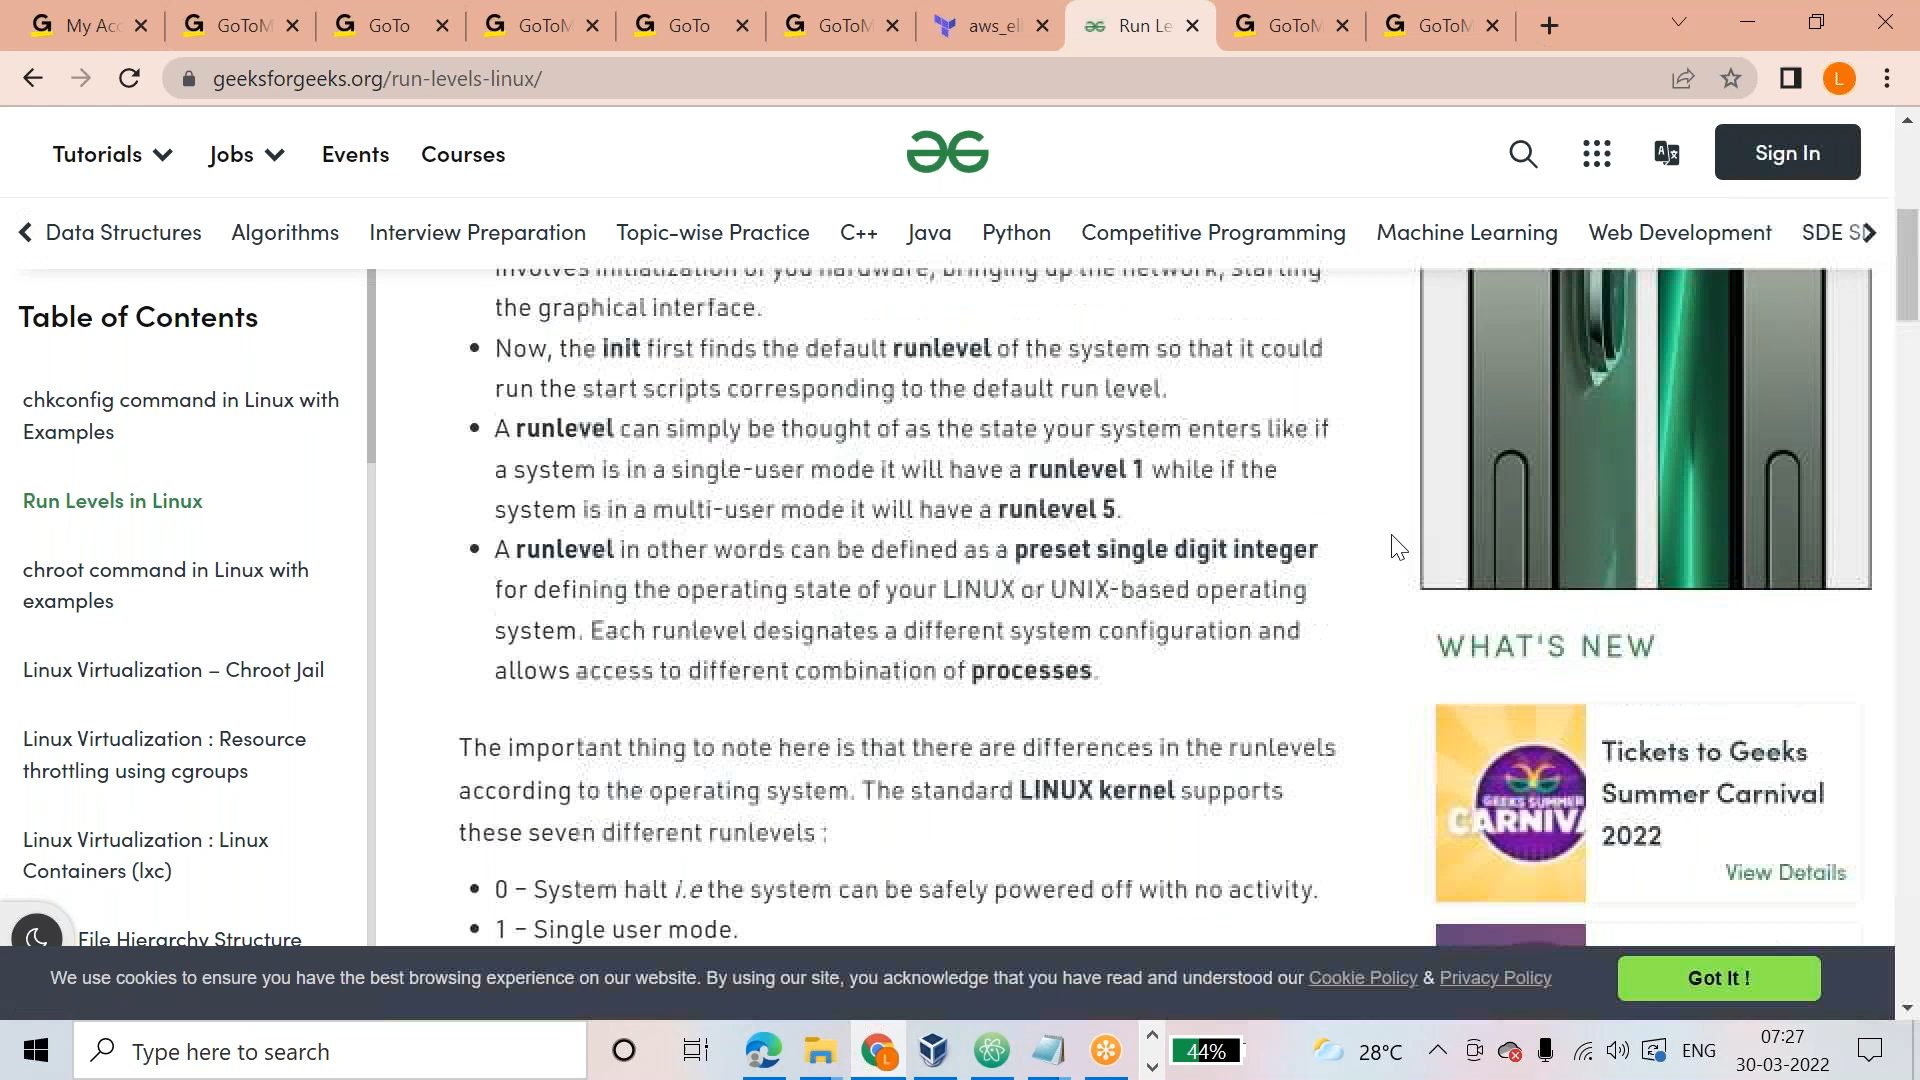 My Acc
GoToM
GoTo
GoToM
GoTo
GoToM
aws_el
Run Le
GoToM
GoToM
geeksforgeeks.org/run-levels-linux/
L
Tutorials Jobs Events Courses
Sign In
Data Structures Algorithms Interview Preparation Topic-wise Practice C++ Java Python Competitive Programming Machine Learning Web Development SDE S
Table of Contents
chkconfig command in Linux with
Examples
Run Levels in Linux
chroot command in Linux with
examples
Linux Virtualization – Chroot Jail
Linux Virtualization : Resource
throttling using cgroups
Linux Virtualization : Linux
Containers (lxc)
File Hierarchy Structure
involves initialization of you hardware, bringing up the network, starting
the graphical interface.
• Now, the init first finds the default runlevel of the system so that it could
run the start scripts corresponding to the default run level.
• A runlevel can simply be thought of as the state your system enters like if
a system is in a single-user mode it will have a runlevel 1 while if the
system is in a multi-user mode it will have a runlevel 5.
• A runlevel in other words can be defined as a preset single digit integer
for defining the operating state of your LINUX or UNIX-based operating
system. Each runlevel designates a different system configuration and
allows access to different combination of processes.
The important thing to note here is that there are differences in the runlevels
according to the operating system. The standard LINUX kernel supports
these seven different runlevels :
• 0 – System halt i.e the system can be safely powered off with no activity.
• 1 – Single user mode.
WHAT'S NEW
GEEKS SUMMER
CARNIV
Tickets to Geeks
Summer Carnival
2022
View Details
We use cookies to ensure you have the best browsing experience on our website. By using our site, you acknowledge that you have read and understood our Cookie Policy & Privacy Policy
Got It !
Type here to search
L
44%
28°C
ENG
07:27
30-03-2022